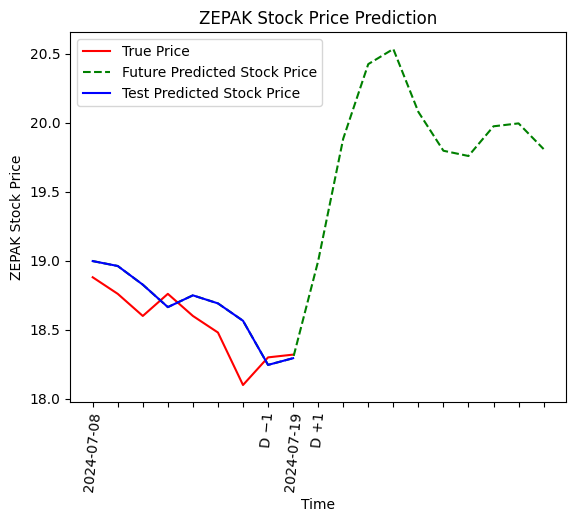 ZEPAK Stock Price Prediction
True Price
Future Predicted Stock Price
Test Predicted Stock Price
ZEPAK Stock Price
20.5
20.0
19.5
19.0
18.5
18.0
2024-07-08
D −1
2024-07-19
D +1
Time